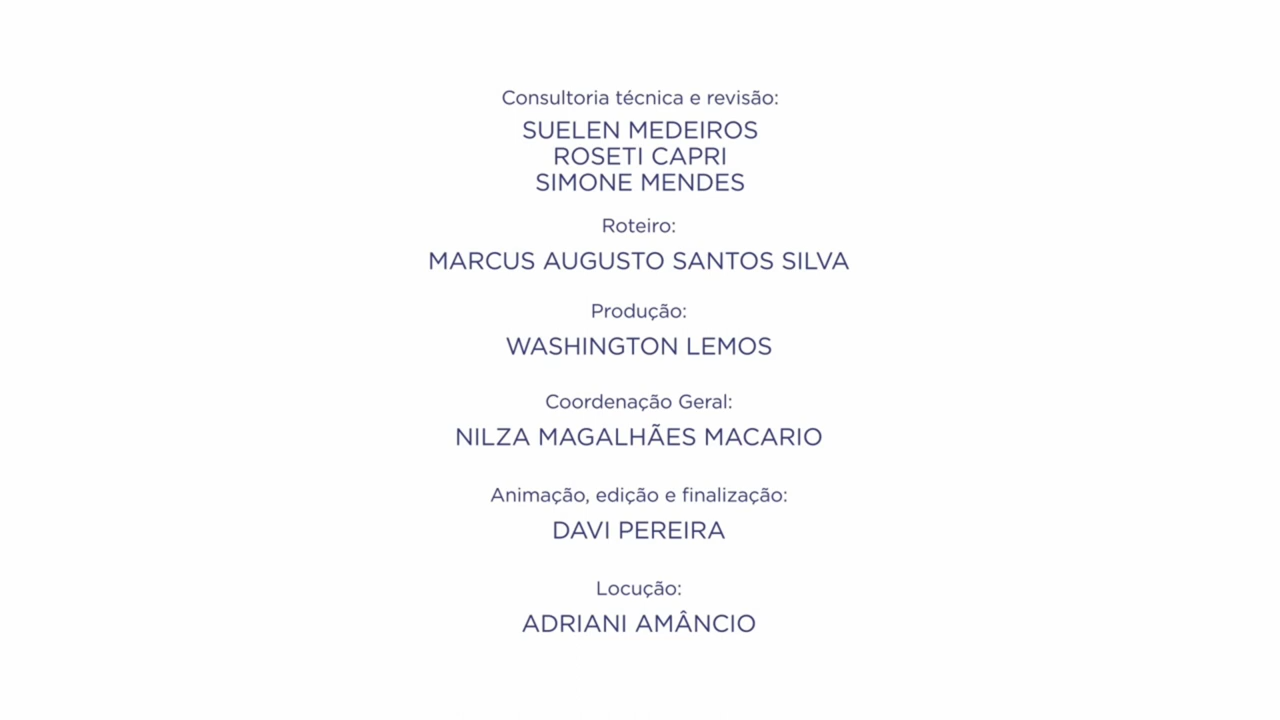 Consultoria técnica e revisão:
SUELEN MEDEIROS
ROSETI CAPRI
SIMONE MENDES
Roteiro:
MARCUS AUGUSTO SANTOS SILVA
Produção:
WASHINGTON LEMOS
Coordenação Geral:
NILZA MAGALHÃES MACARIO
Animação, edição e finalização:
DAVI PEREIRA
Locução:
ADRIANI AMÂNCIO